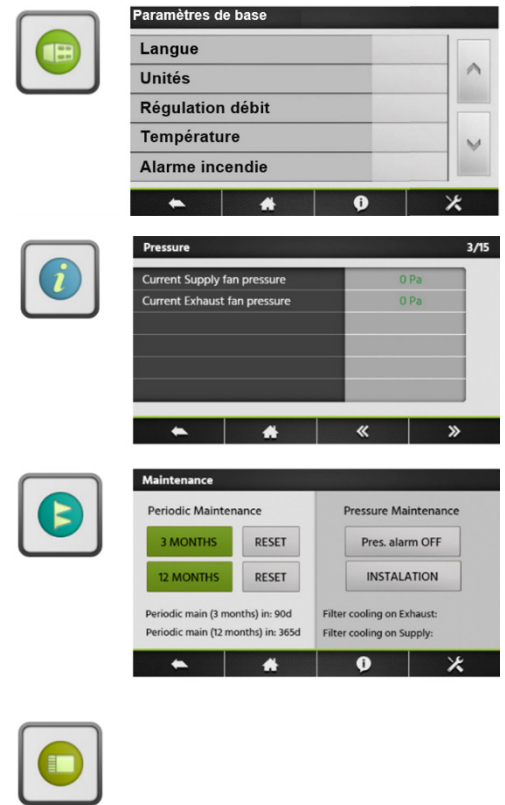 Paramètres de base
Langue
Unités
Régulation débit
Température
Alarme incendie
Pressure 3/15
Current Supply fan pressure 0 Pa
Current Exhaust fan pressure 0 Pa
Maintenance
Periodic Maintenance Pressure Maintenance
3 MONTHS RESET Pres. alarm OFF
12 MONTHS RESET INSTALATION
Periodic main (3 months) in: 90d Filter cooling on Exhaust:
Periodic main (12 months) in: 365d Filter cooling on Supply: